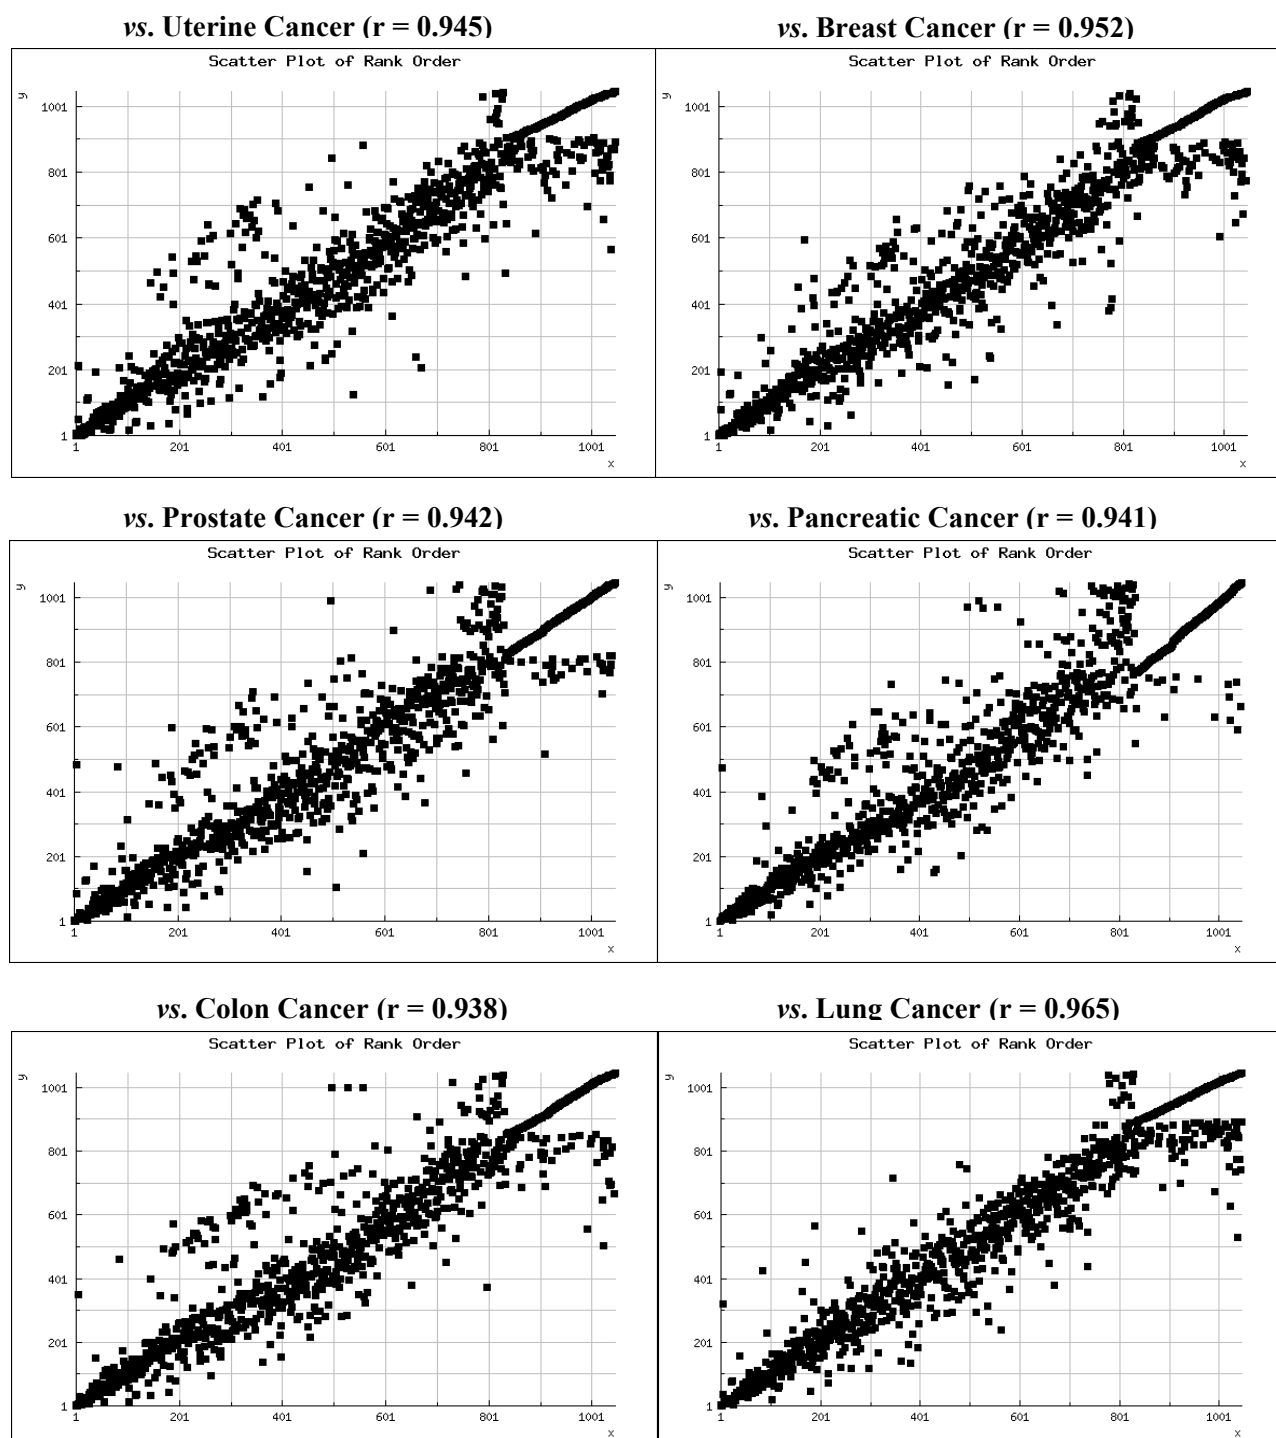 vs. Uterine Cancer (r = 0.945)
vs. Breast Cancer (r = 0.952)
Scatter Plot of Rank Order
y
1001
801
601
401
201
1
1 201 401 601 801 1001
x
Scatter Plot of Rank Order
y
1001
801
601
401
201
1
1 201 401 601 801 1001
x
vs. Prostate Cancer (r = 0.942)
vs. Pancreatic Cancer (r = 0.941)
Scatter Plot of Rank Order
y
1001
801
601
401
201
1
1 201 401 601 801 1001
x
Scatter Plot of Rank Order
y
1001
801
601
401
201
1
1 201 401 601 801 1001
x
vs. Colon Cancer (r = 0.938)
vs. Lung Cancer (r = 0.965)
Scatter Plot of Rank Order
y
1001
801
601
401
201
1
1 201 401 601 801 1001
x
Scatter Plot of Rank Order
y
1001
801
601
401
201
1
1 201 401 601 801 1001
x